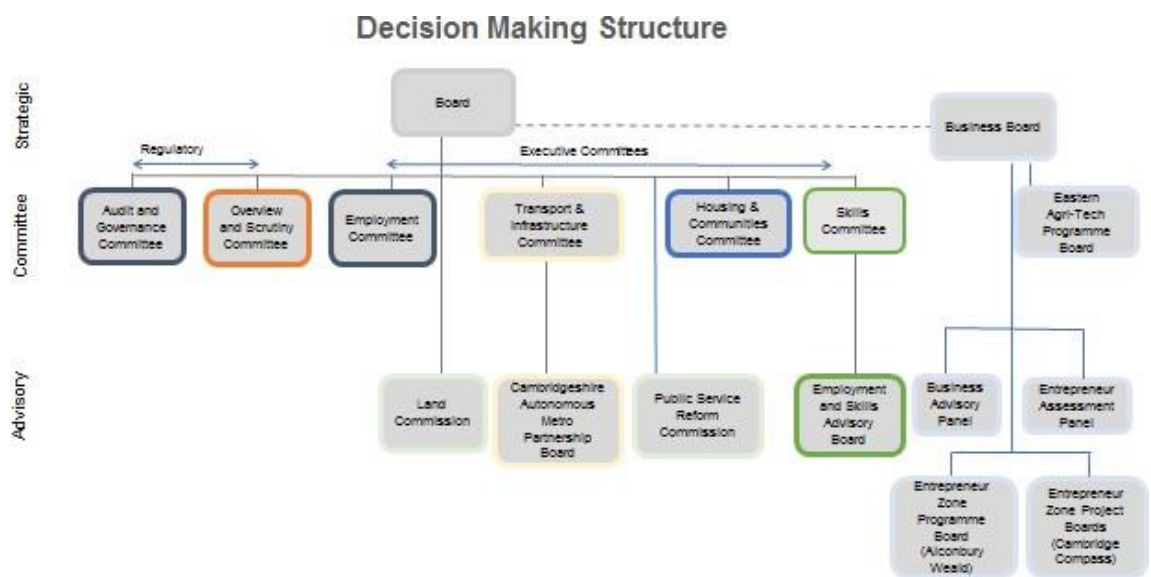 Decision Making Structure
Strategic
Board
Business Board
Regulatory
Executive Committees
Committee
Audit and
Governance
Committee
Overview
and Scrutiny
Committee
Employment
Committee
Transport &
Infrastructure
Committee
Housing &
Communities
Committee
Skills
Committee
Eastern
Agri-Tech
Programme
Board
Advisory
Land
Commission
Cambridgeshire
Autonomous
Metro
Partnership
Board
Public Service
Reform
Commission
Employment
and Skills
Advisory
Board
Business
Advisory
Panel
Entrepreneur
Assessment
Panel
Entrepreneur
Zone
Programme
Board
(Alconbury
Weald)
Entrepreneur
Zone Project
Boards
(Cambridge
Compass)